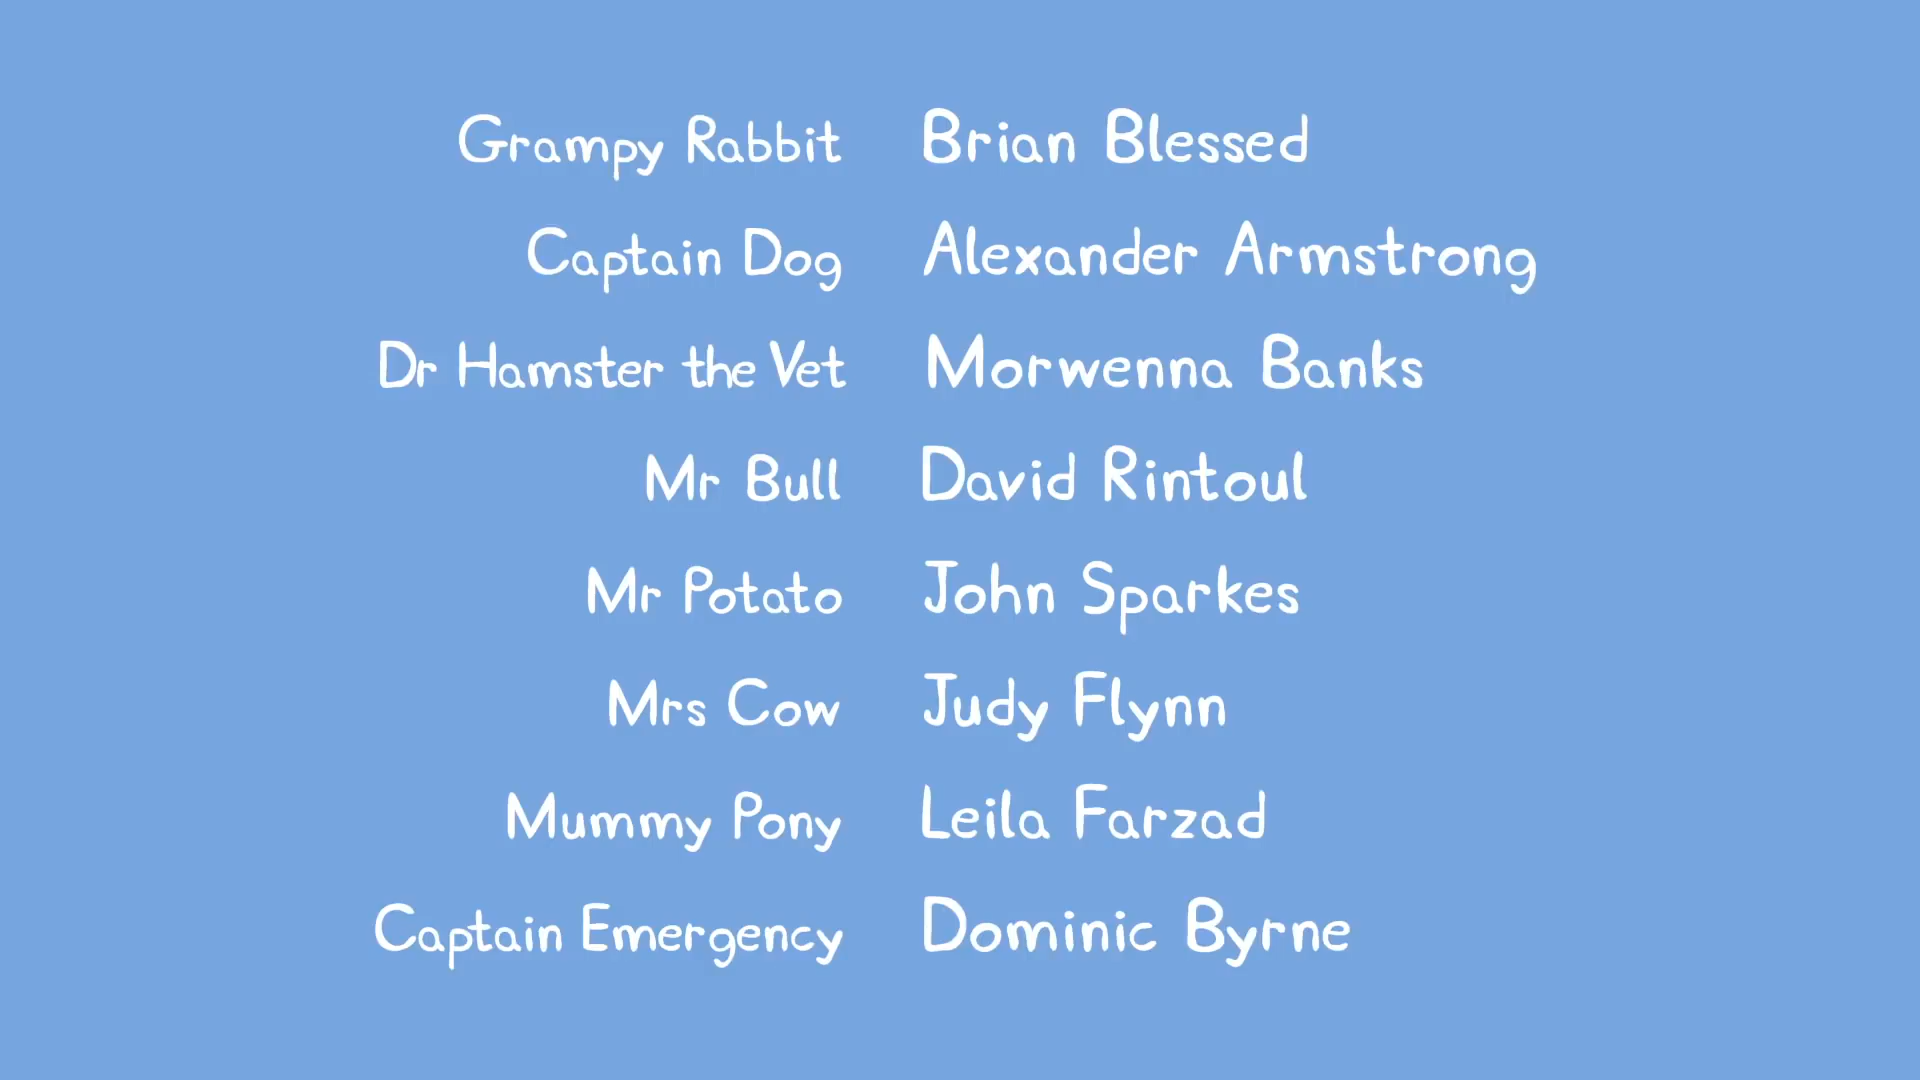 Grampy Rabbit Brian Blessed
Captain Dog Alexander Armstrong
Dr Hamster the Vet Morwenna Banks
Mr Bull David Rintoul
Mr Potato John Sparkes
Mrs Cow Judy Flynn
Mummy Pony Leila Farzad
Captain Emergency Dominic Byrne